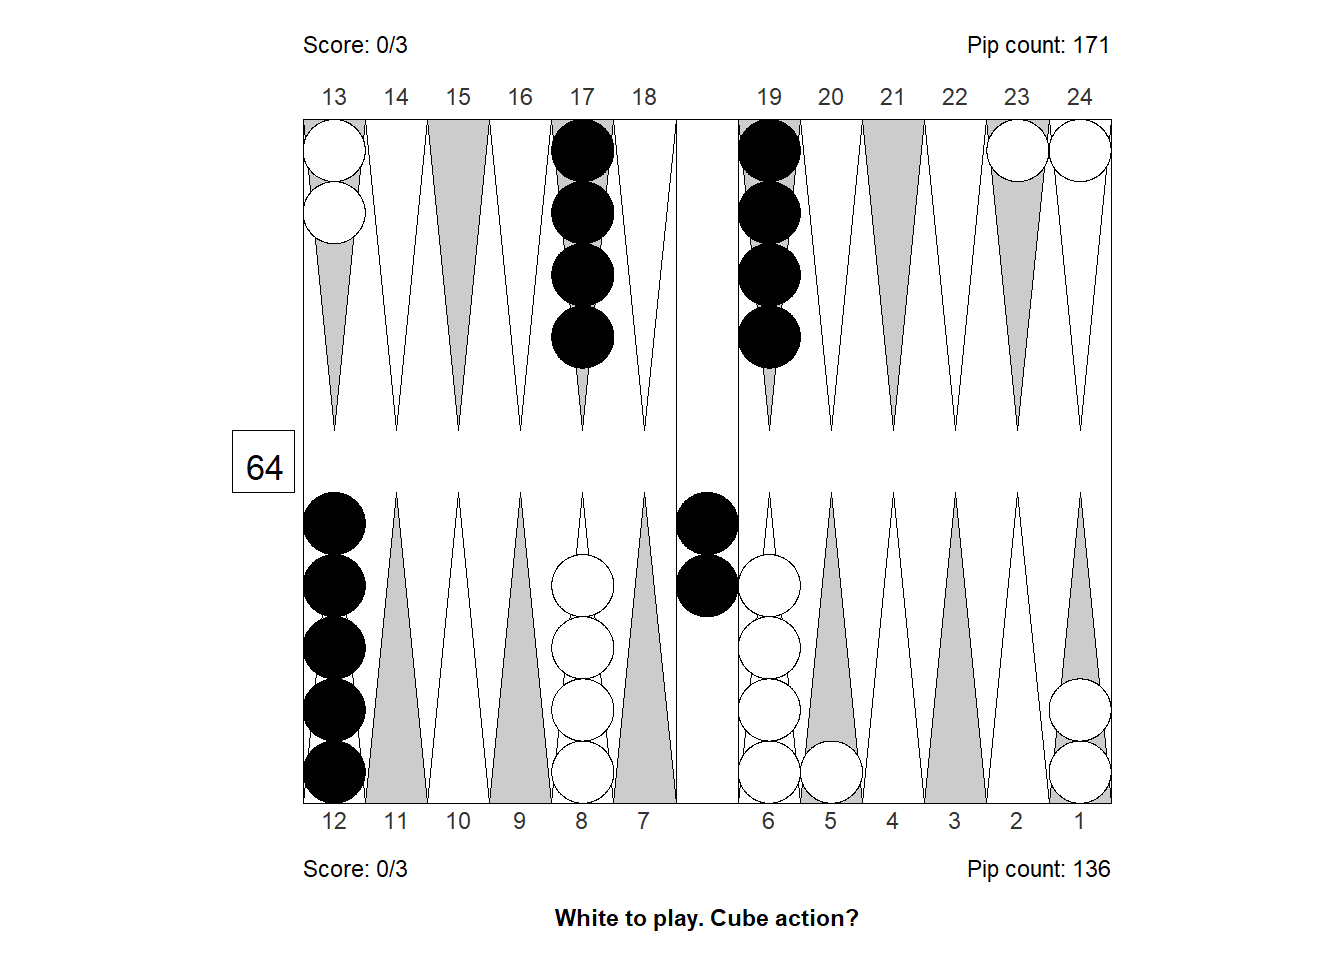 Score: 0/3 Pip count: 171
13 14 15 16 17 18 19 20 21 22 23 24
64
12 11 10 9 8 7 6 5 4 3 2 1
Score: 0/3 Pip count: 136
White to play. Cube action?